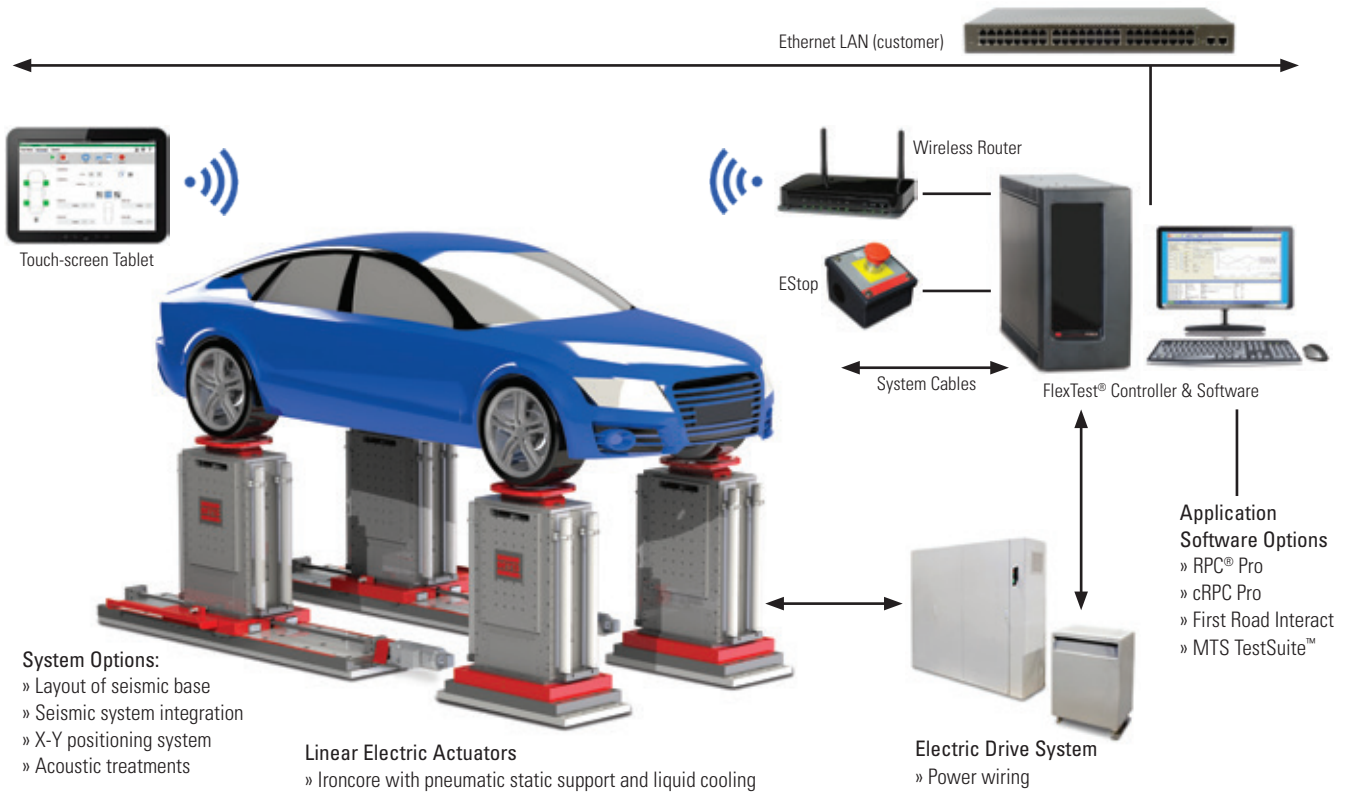 Ethernet LAN (customer)
Touch-screen Tablet
Wireless Router
EStop
System Cables
FlexTest® Controller & Software
Application
Software Options
» RPC® Pro
» cRPC Pro
» First Road Interact
» MTS TestSuite™
System Options:
» Layout of seismic base
» Seismic system integration
» X-Y positioning system
» Acoustic treatments
Linear Electric Actuators
» Ironcore with pneumatic static support and liquid cooling
Electric Drive System
» Power wiring